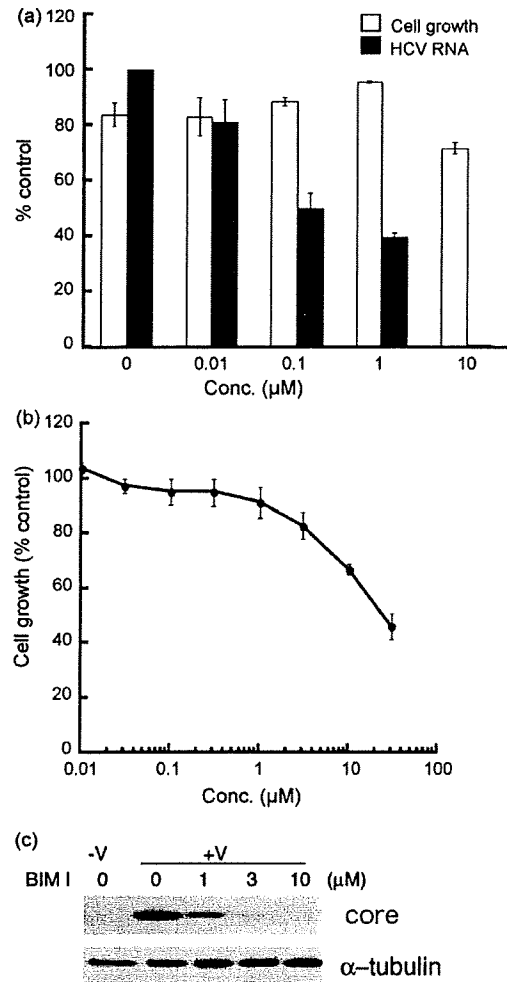 (a)
120
100
80
60
40
20
0
% control
Cell growth
HCV RNA
0 0.01 0.1 1 10
Conc. (µM)
(b)
120
100
80
60
40
20
0
Cell growth (% control)
0.01 0.1 1 10 100
Conc. (µM)
(c)
-V +V
BIM I 0 0 1 3 10 (µM)
core
α-tubulin